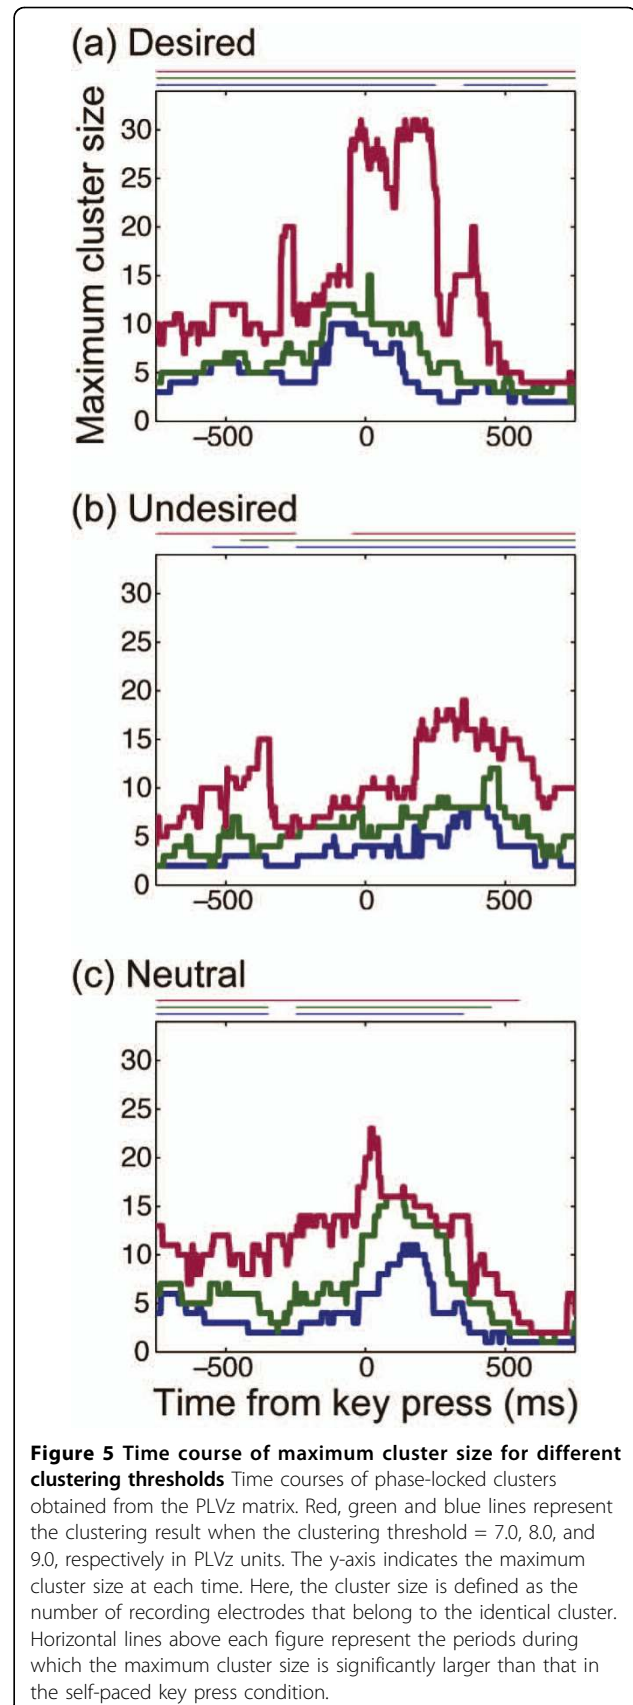 (a) Desired
Maximum cluster size
30
25
20
15
10
5
0
−500 0 500
(b) Undesired
30
25
20
15
10
5
0
−500 0 500
(c) Neutral
30
25
20
15
10
5
0
−500 0 500
Time from key press (ms)
Figure 5 Time course of maximum cluster size for different
clustering thresholds Time courses of phase-locked clusters
obtained from the PLVz matrix. Red, green and blue lines represent
the clustering result when the clustering threshold = 7.0, 8.0, and
9.0, respectively in PLVz units. The y-axis indicates the maximum
cluster size at each time. Here, the cluster size is defined as the
number of recording electrodes that belong to the identical cluster.
Horizontal lines above each figure represent the periods during
which the maximum cluster size is significantly larger than that in
the self-paced key press condition.